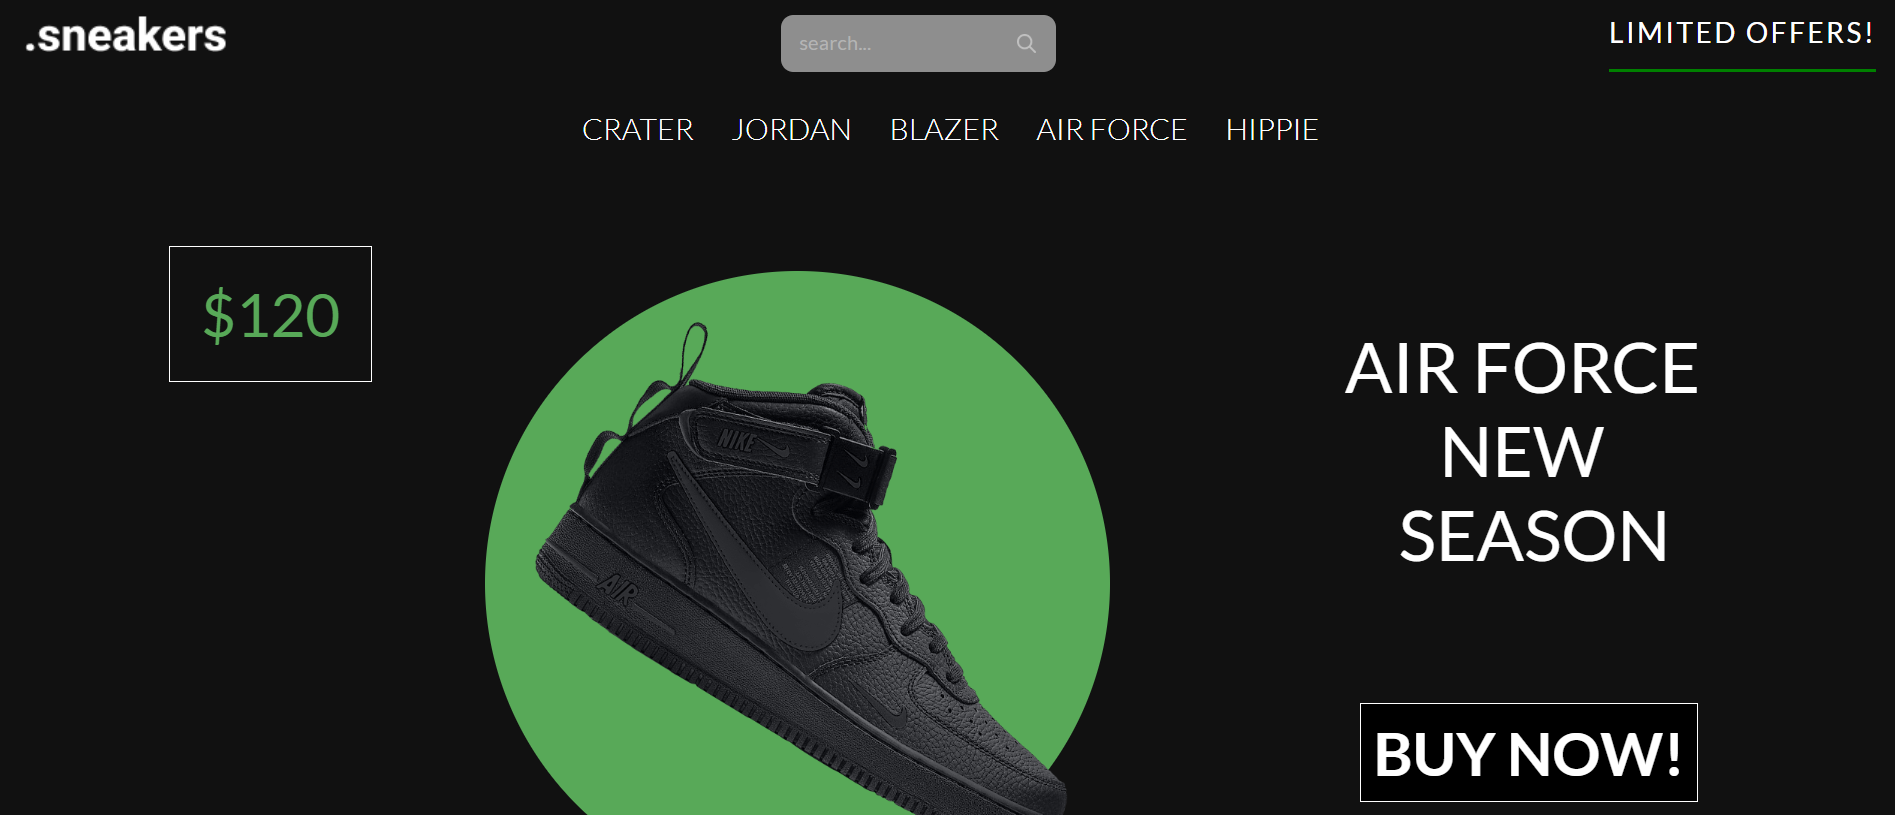 .sneakers
search...
LIMITED OFFERS!
CRATER JORDAN BLAZER AIR FORCE HIPPIE
$120
AIR FORCE
NEW
SEASON
NIKE
AIR
BUY NOW!